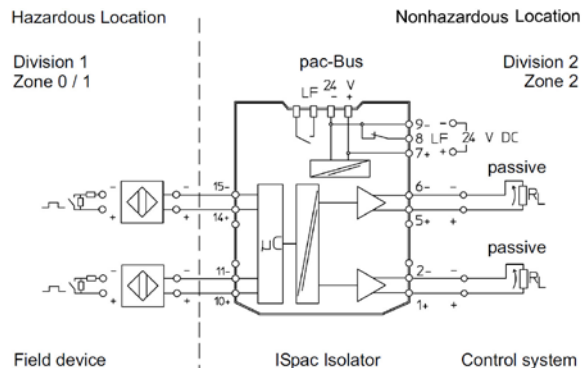 Hazardous Location
Nonhazardous Location
Division 1
Zone 0 / 1
pac-Bus
Division 2
Zone 2
LF 24 V
- +
9- -
8 LF 24 V DC
7+ +
passive
- - 15- 6- - RL
+ + 14+ 5+ +
µC
passive
- - 11- 2- - RL
+ + 10+ 1+ +
Field device
ISpac Isolator
Control system